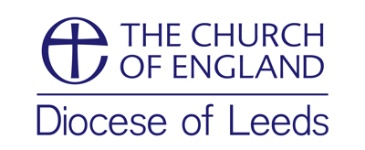 THE CHURCH
OF ENGLAND
Diocese of Leeds